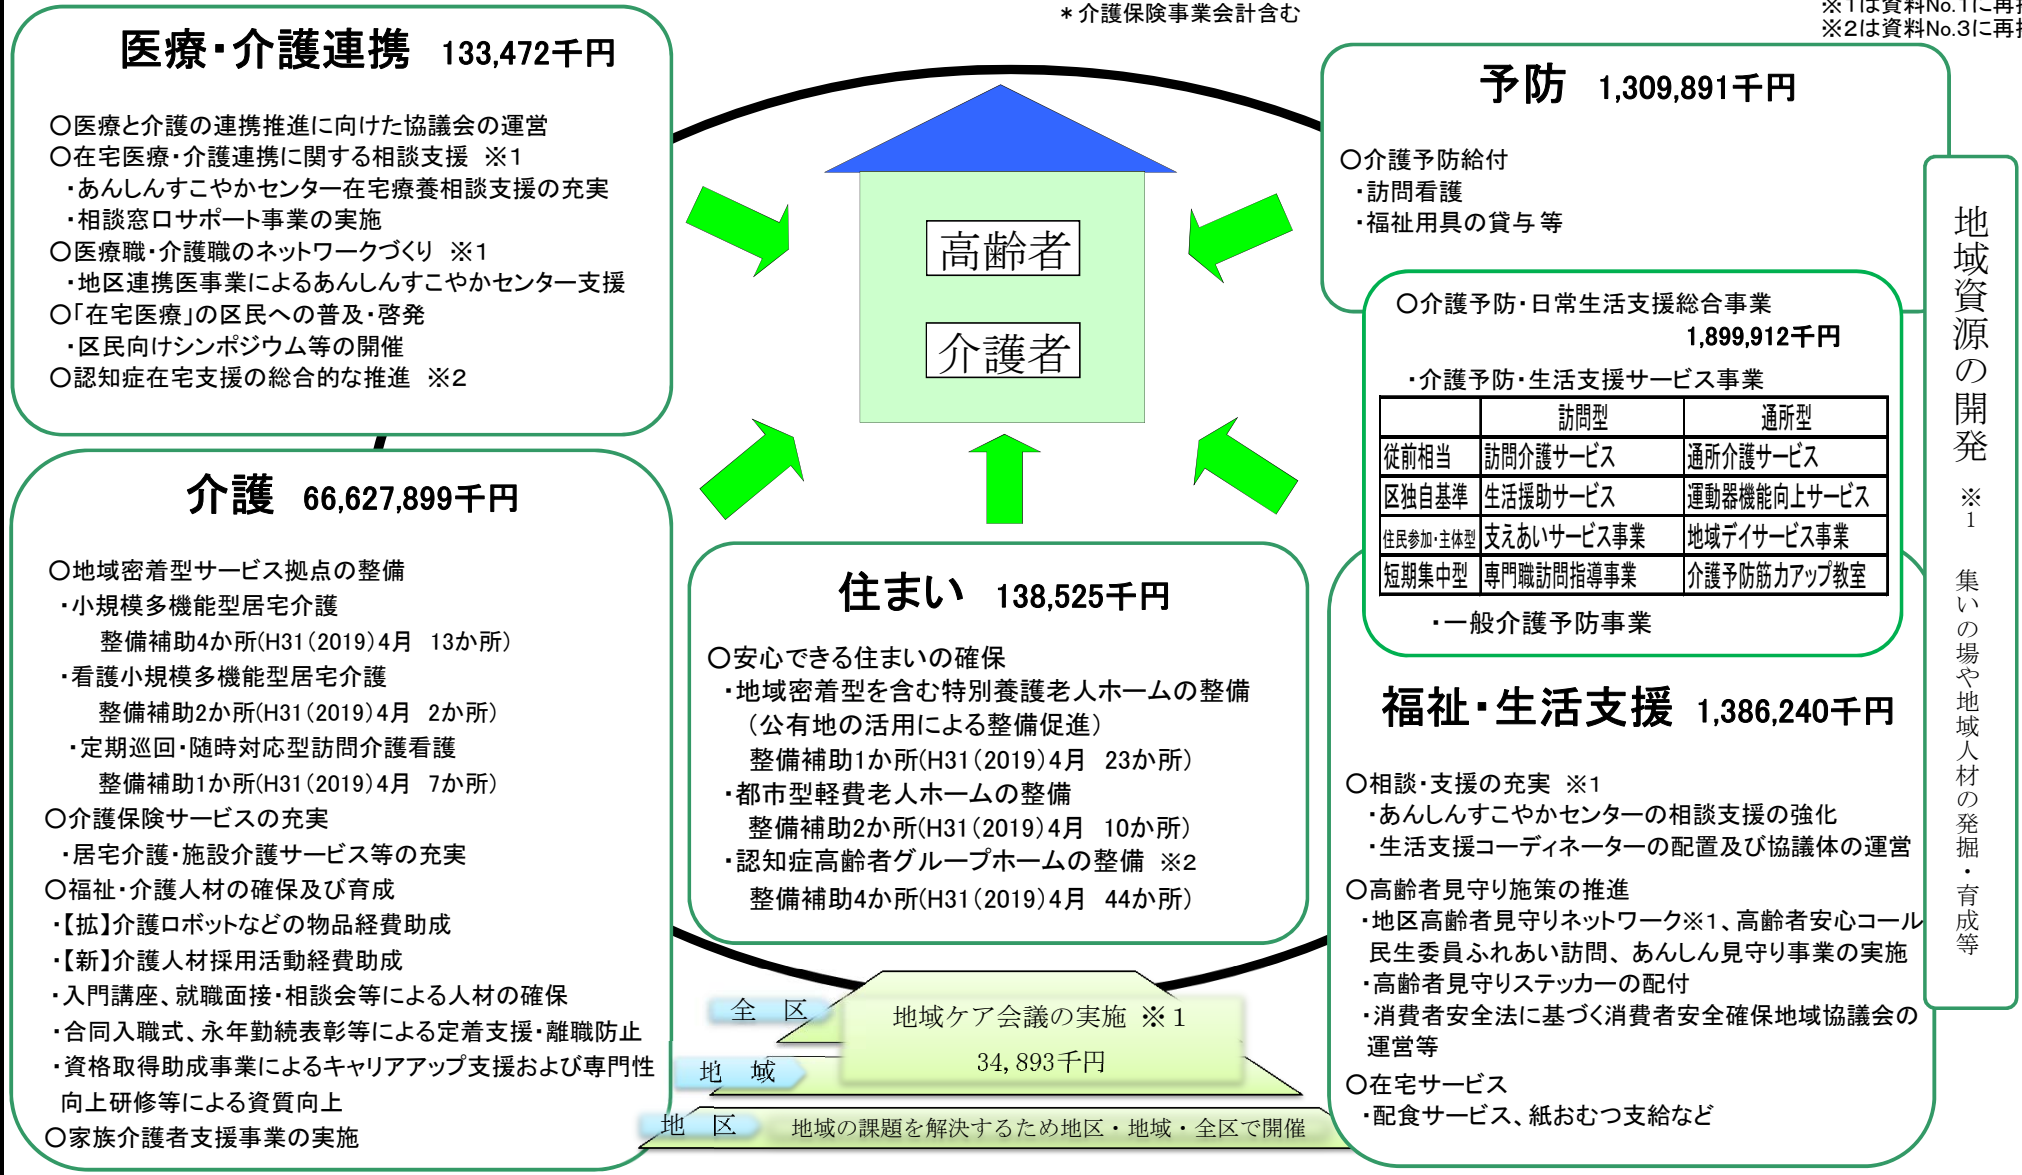 ＊介護保険事業会計含む
※1は資料No.1に再
※2は資料No.3に再
医療・介護連携 133,472千円
○医療と介護の連携推進に向けた協議会の運営
○在宅医療・介護連携に関する相談支援 ※1
・あんしんすこやかセンター在宅療養相談支援の充実
・相談窓口サポート事業の実施
○医療職・介護職のネットワークづくり ※1
・地区連携医事業によるあんしんすこやかセンター支援
○「在宅医療」の区民への普及・啓発
・区民向けシンポジウム等の開催
○認知症在宅支援の総合的な推進 ※2
介護 66,627,899千円
○地域密着型サービス拠点の整備
・小規模多機能型居宅介護
整備補助4か所(H31(2019)4月 13か所)
・看護小規模多機能型居宅介護
整備補助2か所(H31(2019)4月 2か所)
・定期巡回・随時対応型訪問介護看護
整備補助1か所(H31(2019)4月 7か所)
○介護保険サービスの充実
・居宅介護・施設介護サービス等の充実
○福祉・介護人材の確保及び育成
・【拡】介護ロボットなどの物品経費助成
・【新】介護人材採用活動経費助成
・入門講座、就職面接・相談会等による人材の確保
・合同入職式、永年勤続表彰等による定着支援・離職防止
・資格取得助成事業によるキャリアアップ支援および専門性
向上研修等による資質向上
○家族介護者支援事業の実施
高齢者
介護者
住まい 138,525千円
○安心できる住まいの確保
・地域密着型を含む特別養護老人ホームの整備
（公有地の活用による整備促進）
整備補助1か所(H31(2019)4月 23か所)
・都市型軽費老人ホームの整備
整備補助2か所(H31(2019)4月 10か所)
・認知症高齢者グループホームの整備 ※2
整備補助4か所(H31(2019)4月 44か所)
全 区
地域ケア会議の実施 ※1
34,893千円
地 域
地 区
地域の課題を解決するため地区・地域・全区で開催
予防 1,309,891千円
○介護予防給付
・訪問看護
・福祉用具の貸与 等
○介護予防・日常生活支援総合事業
1,899,912千円
・介護予防・生活支援サービス事業
訪問型 通所型
従前相当 訪問介護サービス 通所介護サービス
区独自基準 生活援助サービス 運動器機能向上サービス
住民参加・主体型 支えあいサービス事業 地域デイサービス事業
短期集中型 専門職訪問指導事業 介護予防筋力アップ教室
・一般介護予防事業
福祉・生活支援 1,386,240千円
○相談・支援の充実 ※1
・あんしんすこやかセンターの相談支援の強化
・生活支援コーディネーターの配置及び協議体の運営
○高齢者見守り施策の推進
・地区高齢者見守りネットワーク※1、高齢者安心コール
民生委員ふれあい訪問、あんしん見守り事業の実施
・高齢者見守りステッカーの配付
・消費者安全法に基づく消費者安全確保地域協議会の
運営等
○在宅サービス
・配食サービス、紙おむつ支給など
地域資源の開発 ※1 集いの場や地域人材の発掘・育成等